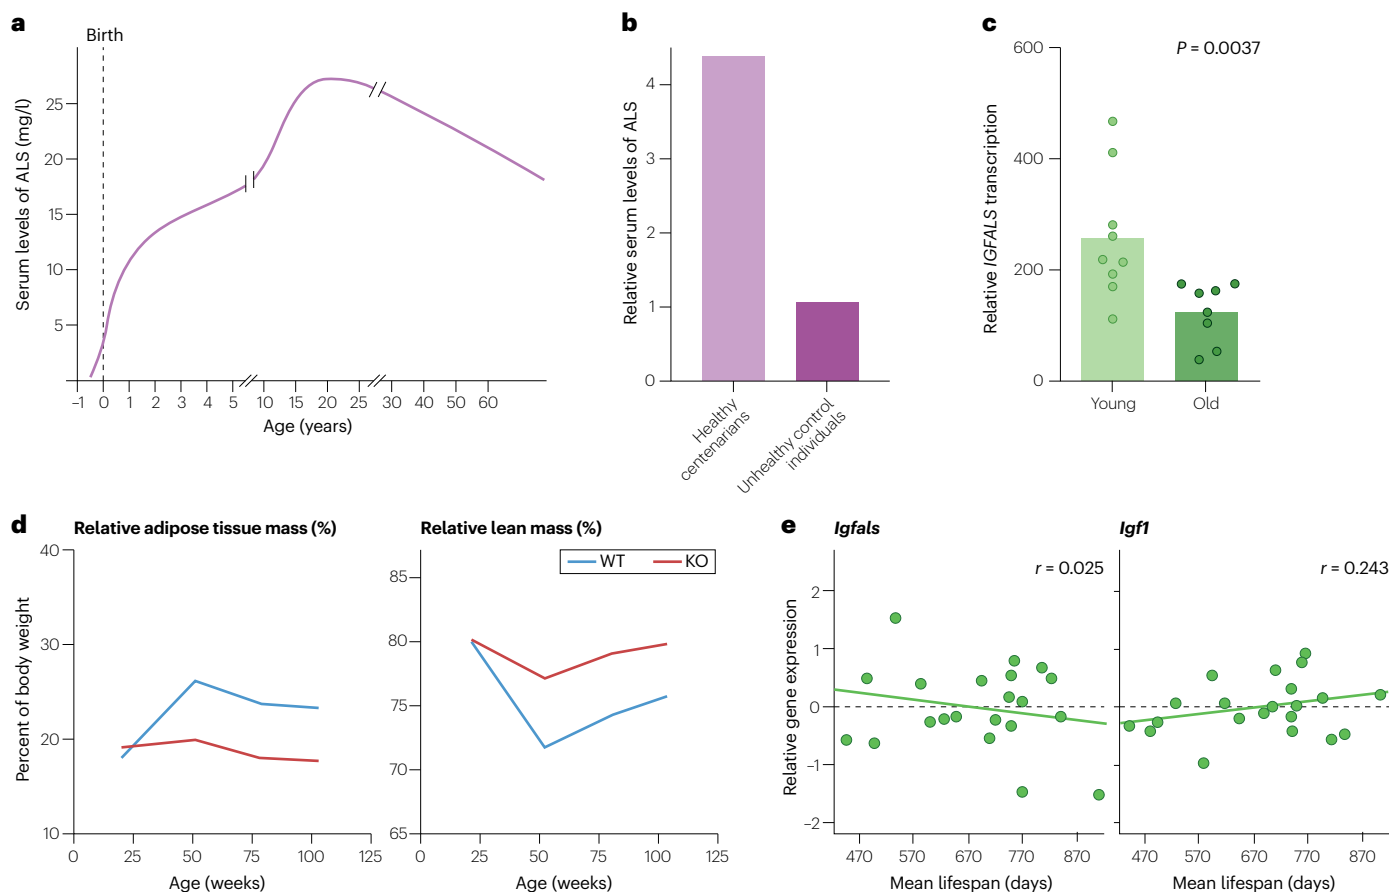 a
Birth
Serum levels of ALS (mg/l)
25
20
15
10
5
–1 0 1 2 3 4 5 10 15 20 25 30 40 50 60
Age (years)
b
Relative serum levels of ALS
4
3
2
1
0
Healthy
centenarians
Unhealthy control
individuals
c
P = 0.0037
Relative IGFALS transcription
600
400
200
0
Young Old
d
Relative adipose tissue mass (%)
Percent of body weight
40
30
20
10
0 25 50 75 100 125
Age (weeks)
Relative lean mass (%)
WT KO
85
80
75
70
65
0 25 50 75 100 125
Age (weeks)
e
Igfals
r = 0.025
Relative gene expression
2
1
0
–1
–2
470 570 670 770 870
Mean lifespan (days)
Igf1
r = 0.243
470 570 670 770 870
Mean lifespan (days)